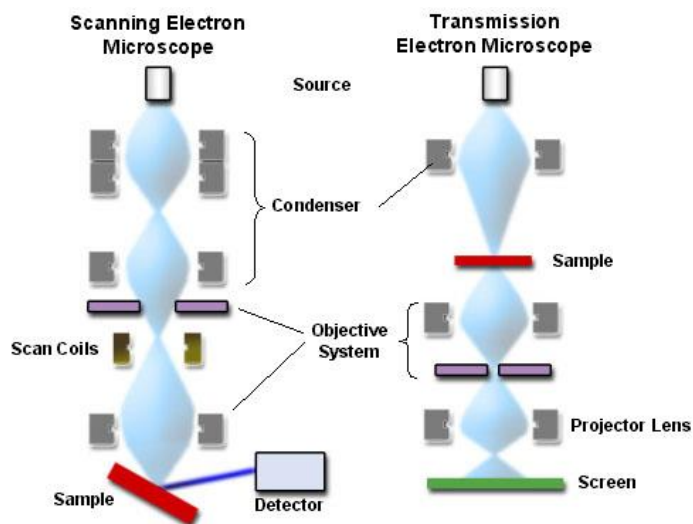 Scanning Electron
Microscope
Transmission
Electron Microscope
Source
Condenser
Sample
Scan Coils
Objective
System
Projector Lens
Sample
Detector
Screen